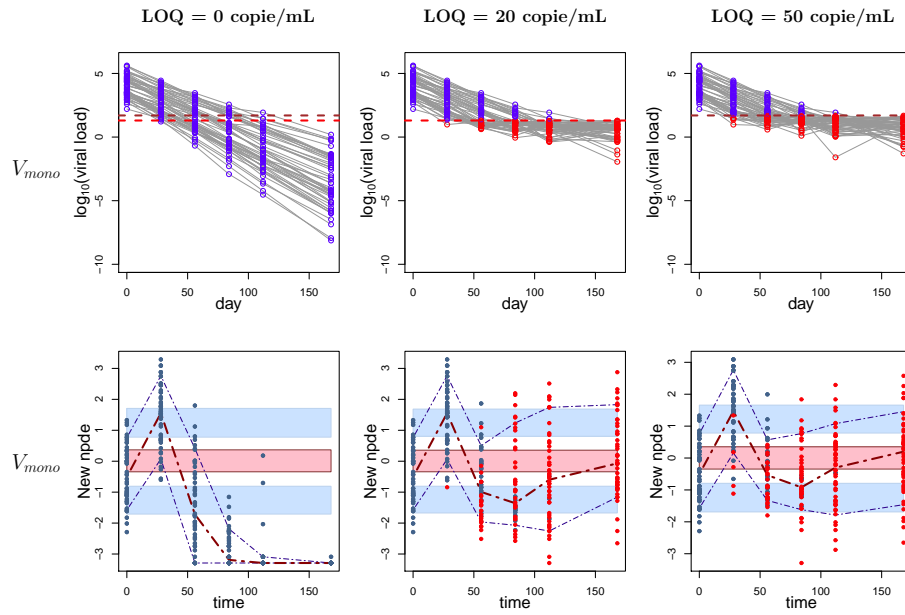 LOQ = 0 copie/mL LOQ = 20 copie/mL LOQ = 50 copie/mL
V_mono
log10(viral load) log10(viral load) log10(viral load)
5 5 5
0 0 0
−5 −5 −5
−10 −10 −10
0 50 100 150 0 50 100 150 0 50 100 150
day day day
V_mono
New npde New npde New npde
3 3 3
2 2 2
1 1 1
0 0 0
−1 −1 −1
−2 −2 −2
−3 −3 −3
0 50 100 150 0 50 100 150 0 50 100 150
time time time